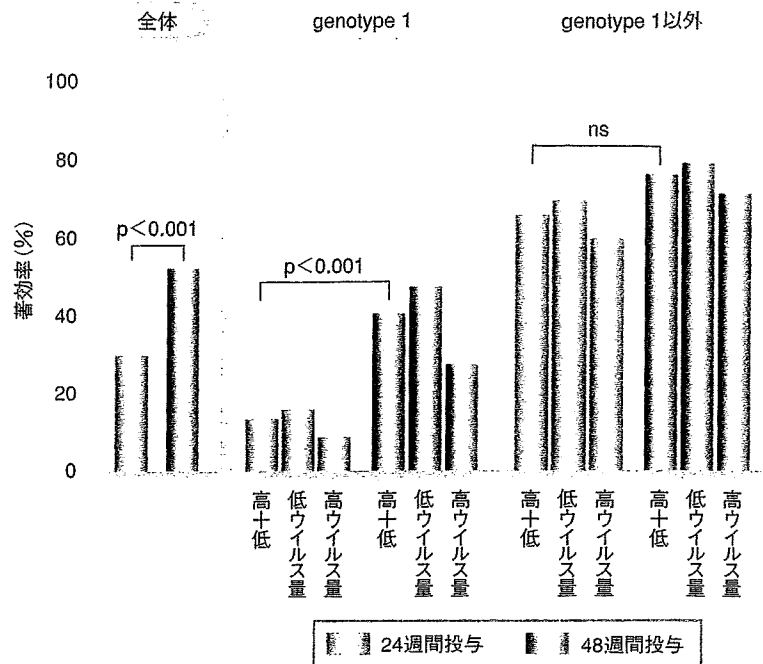 全体
genotype 1
genotype 1以外
著効率(%)
100
80
60
40
20
0
p<0.001
p<0.001
ns
高+低
低ウイルス量
高ウイルス量
高+低
低ウイルス量
高ウイルス量
高+低
低ウイルス量
高ウイルス量
高+低
低ウイルス量
高ウイルス量
24週間投与
48週間投与